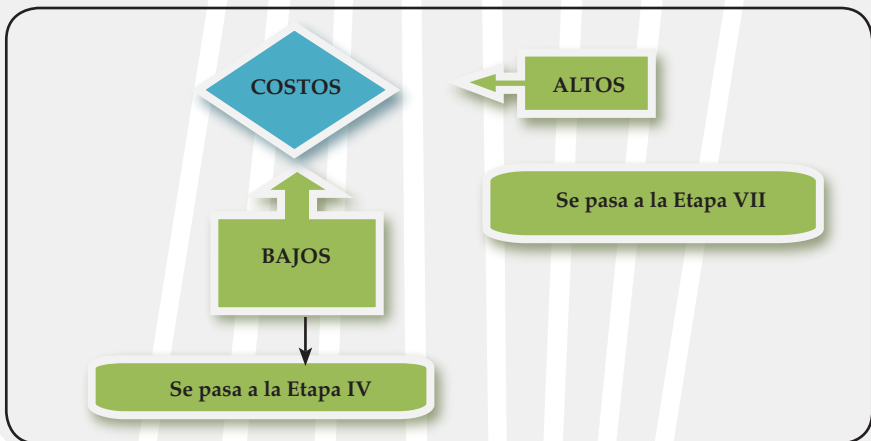 COSTOS
ALTOS
Se pasa a la Etapa VII
BAJOS
Se pasa a la Etapa IV